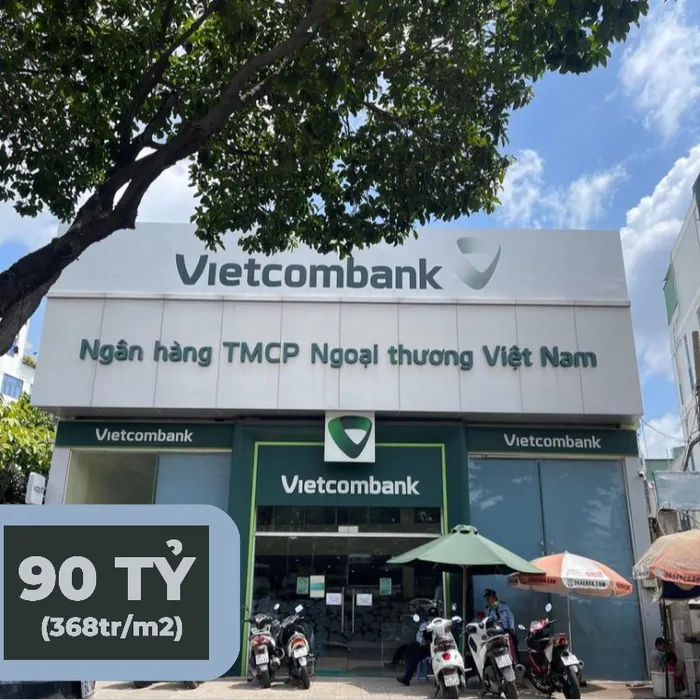 Vietcombank
Ngân hàng TMCP Ngoại thương Việt Nam
Vietcombank
Vietcombank
Vietcombank
90 TỶ
(368tr/m2)